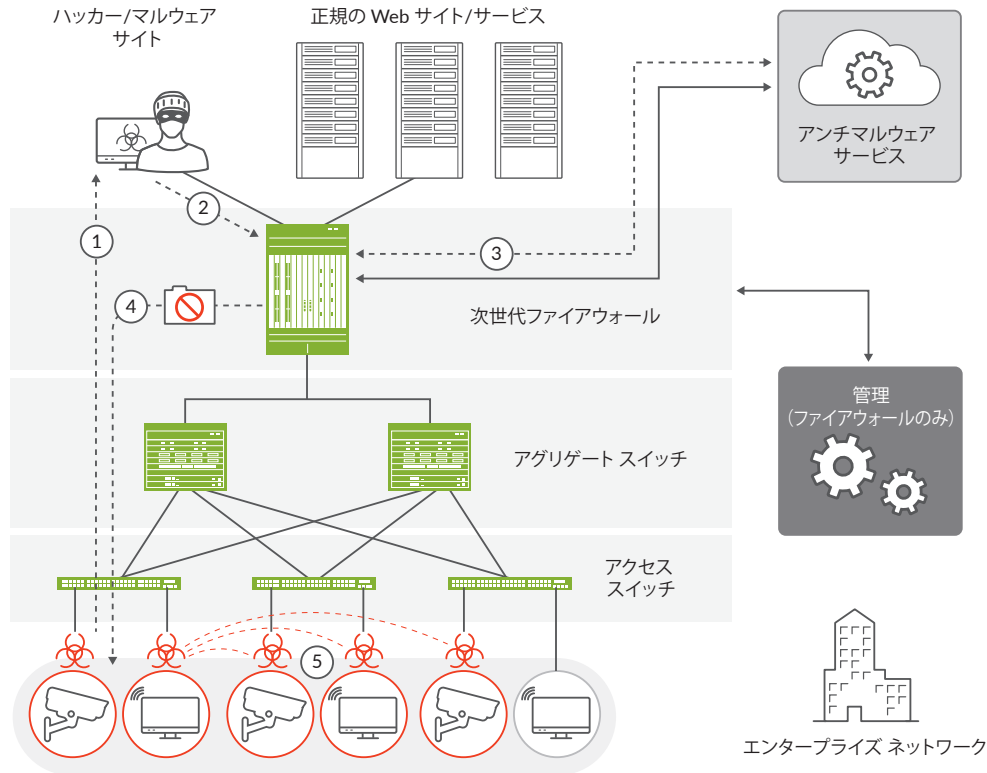 ハッカー/マルウェア
サイト
正規の Web サイト/サービス
アンチマルウェア
サービス
2
1
3
4
次世代ファイアウォール
管理
(ファイアウォールのみ)
アグリゲート スイッチ
アクセス
スイッチ
5
エンタープライズ ネットワーク